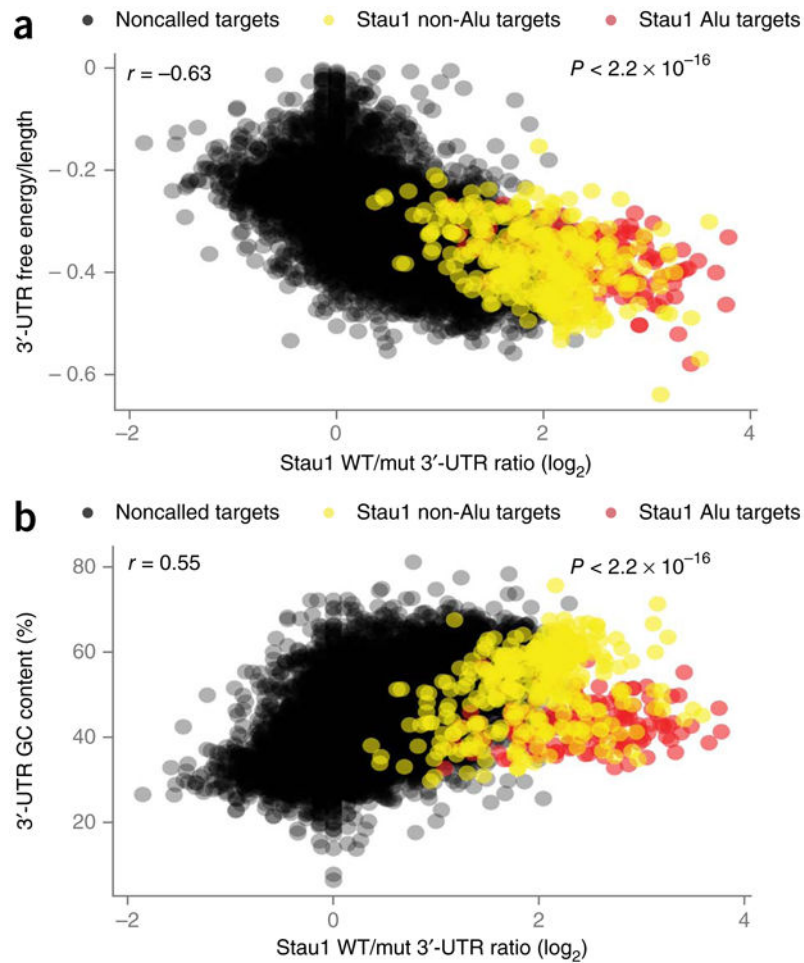 a
Noncalled targets Stau1 non-Alu targets Stau1 Alu targets
r = –0.63 P < 2.2 × 10⁻¹⁶
0
– 0.2
– 0.4
– 0.6
3′-UTR free energy/length
–2 0 2 4
Stau1 WT/mut 3′-UTR ratio (log₂)
b
Noncalled targets Stau1 non-Alu targets Stau1 Alu targets
r = 0.55 P < 2.2 × 10⁻¹⁶
80
60
40
20
3′-UTR GC content (%)
–2 0 2 4
Stau1 WT/mut 3′-UTR ratio (log₂)